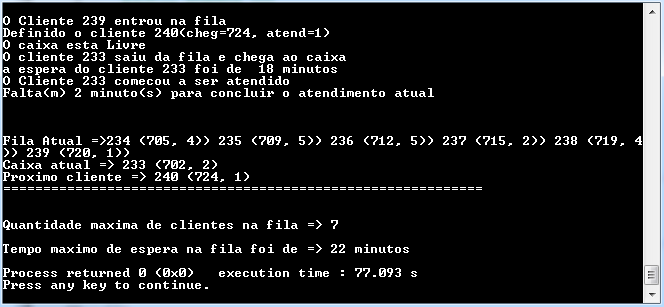 O Cliente 239 entrou na fila
Definido o cliente 240(cheg=724, atend=1)
O caixa esta Livre
O cliente 233 saiu da fila e chega ao caixa
a espera do cliente 233 foi de  18 minutos
O Cliente 233 comecou a ser atendido
Falta(m) 2 minuto(s) para concluir o atendimento atual
Fila Atual =>234 (705, 4)) 235 (709, 5)) 236 (712, 5)) 237 (715, 2)) 238 (719, 4
)) 239 (720, 1))
Caixa atual => 233 (702, 2)
Proximo cliente => 240 (724, 1)
============================================================
Quantidade maxima de clientes na fila => 7
Tempo maximo de espera na fila foi de => 22 minutos
Process returned 0 (0x0)   execution time : 77.093 s
Press any key to continue.